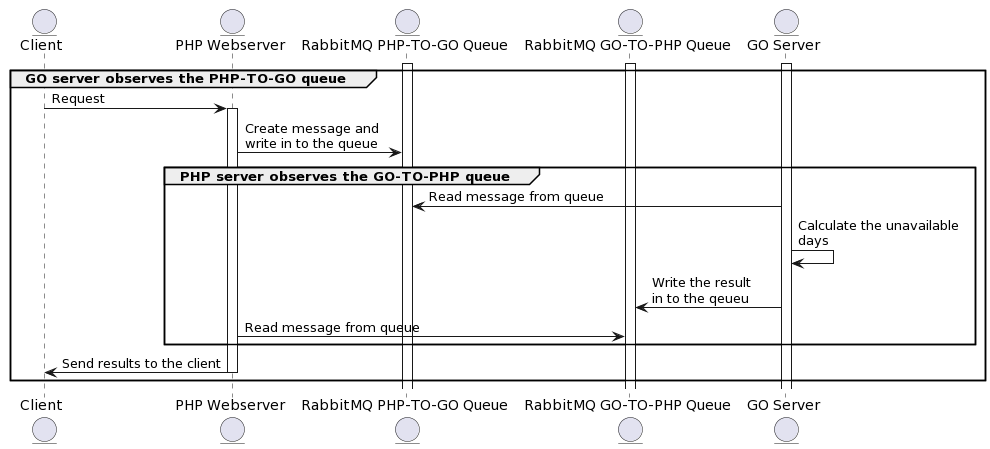 Client
PHP Webserver
RabbitMQ PHP-TO-GO Queue
RabbitMQ GO-TO-PHP Queue
GO Server
GO server observes the PHP-TO-GO queue
Request
Create message and
write in to the queue
PHP server observes the GO-TO-PHP queue
Read message from queue
Calculate the unavailable
days
Write the result
in to the qeueu
Read message from queue
Send results to the client
Client
PHP Webserver
RabbitMQ PHP-TO-GO Queue
RabbitMQ GO-TO-PHP Queue
GO Server